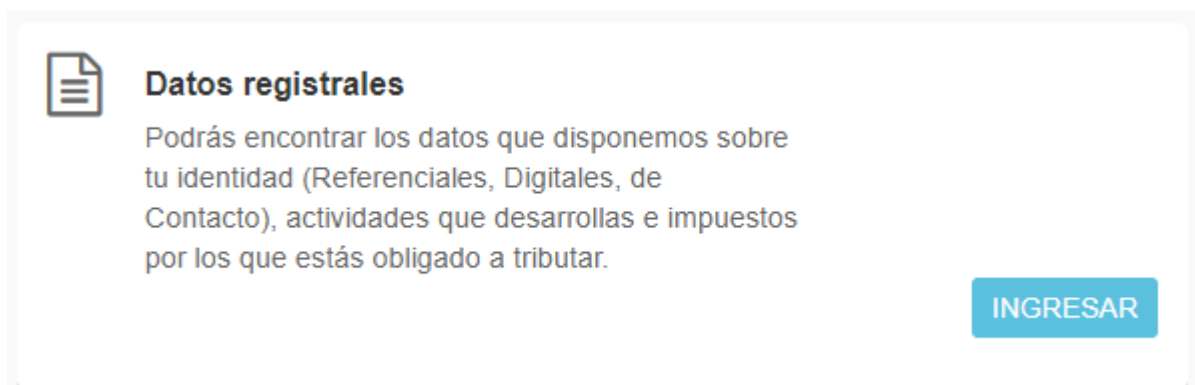 Datos registrales
Podrás encontrar los datos que disponemos sobre
tu identidad (Referenciales, Digitales, de
Contacto), actividades que desarrollas e impuestos
por los que estás obligado a tributar.
INGRESAR